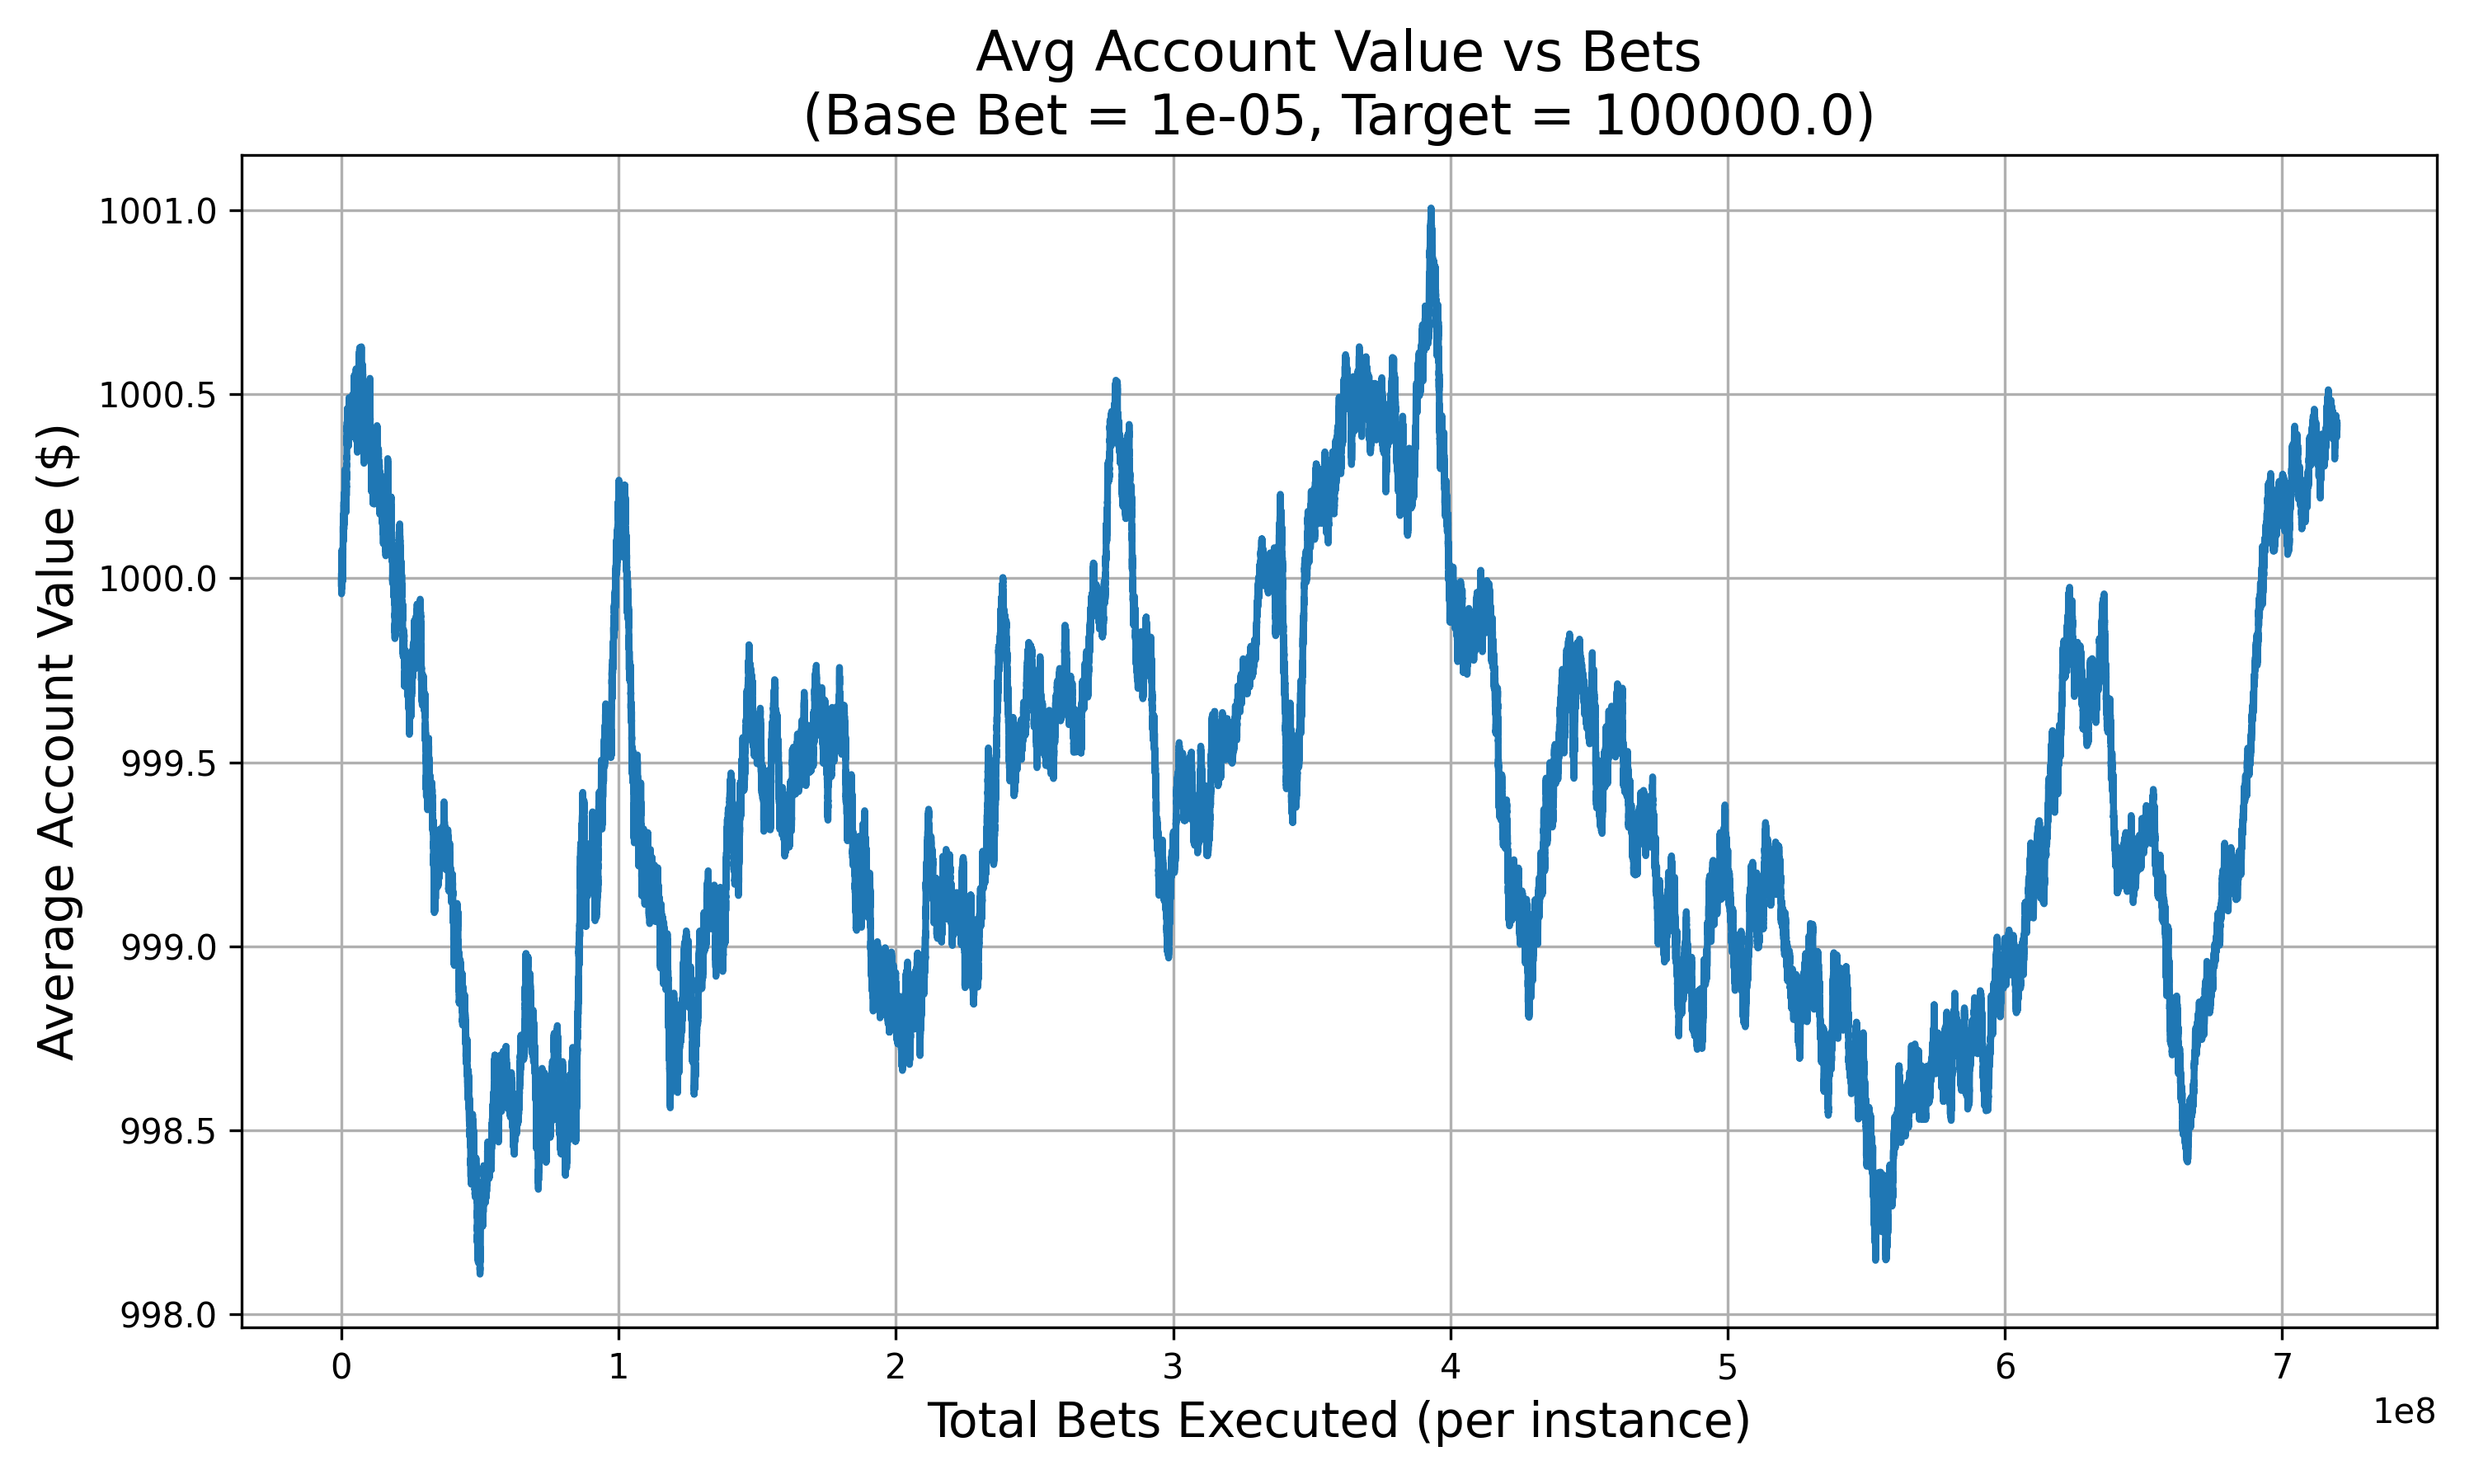 Avg Account Value vs Bets
(Base Bet = 1e-05, Target = 100000.0)
Average Account Value ($)
1001.0
1000.5
1000.0
999.5
999.0
998.5
998.0
0 1 2 3 4 5 6 7
1e8
Total Bets Executed (per instance)